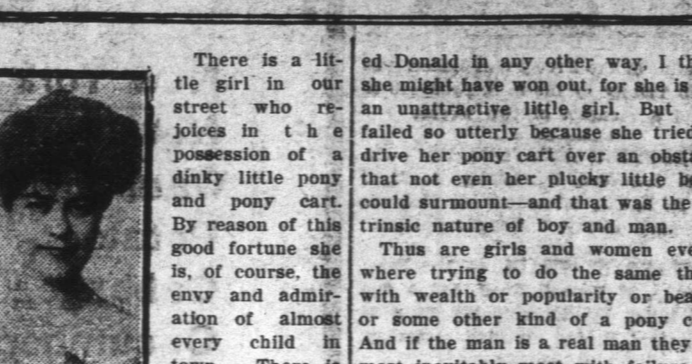 There is a lit-
tle girl in our
street who re-
joices in t h e
possession of a
dinky little pony
and pony cart.
By reason of this
good fortune she
is, of course, the
envy and admir-
ation of almost
every child in
ed Donald in any other way, I
she might have won out, for she is
an unattractive little girl. But
failed so utterly because she tried
drive her pony cart over an
that not even her plucky little
could surmount—and that was the
trinsic nature of boy and man.
Thus are girls and women
where trying to do the same
with wealth or popularity or
or some other kind of a pony
And if the man is a real man they